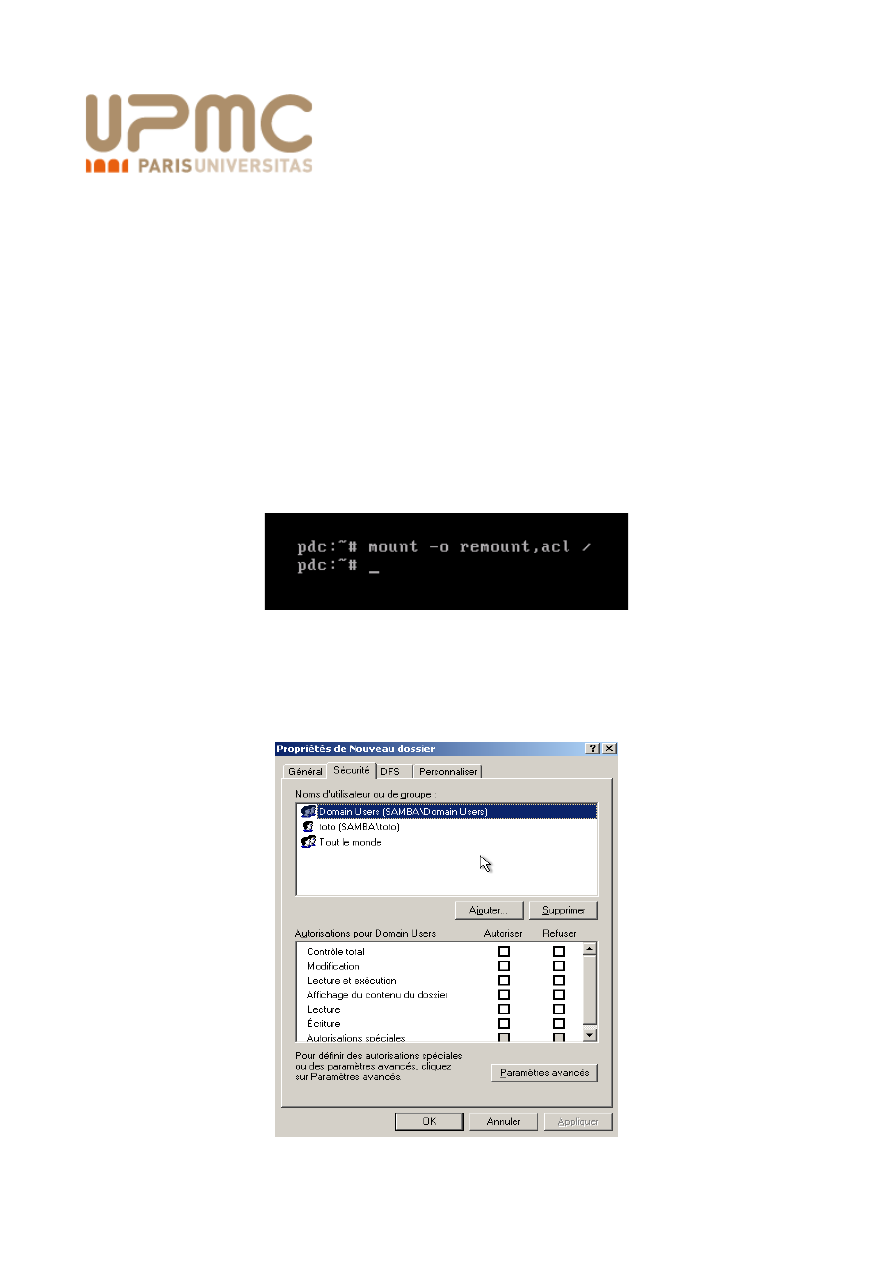 UPMC
PARISUNIVERSITAS
pdc:~# mount -o remount,acl /
pdc:~# _
Propriétés de Nouveau dossier
Général Sécurité DFS Personnaliser
Noms d'utilisateur ou de groupe :
Domain Users (SAMBA\Domain Users)
toto (SAMBA\toto)
Tout le monde
Ajouter... Supprimer
Autorisations pour Domain Users Autoriser Refuser
Contrôle total
Modification
Lecture et exécution
Affichage du contenu du dossier
Lecture
Écriture
Autorisations spéciales
Pour définir des autorisations spéciales
ou des paramètres avancés, cliquez
sur Paramètres avancés.
Paramètres avancés
OK Annuler Appliquer